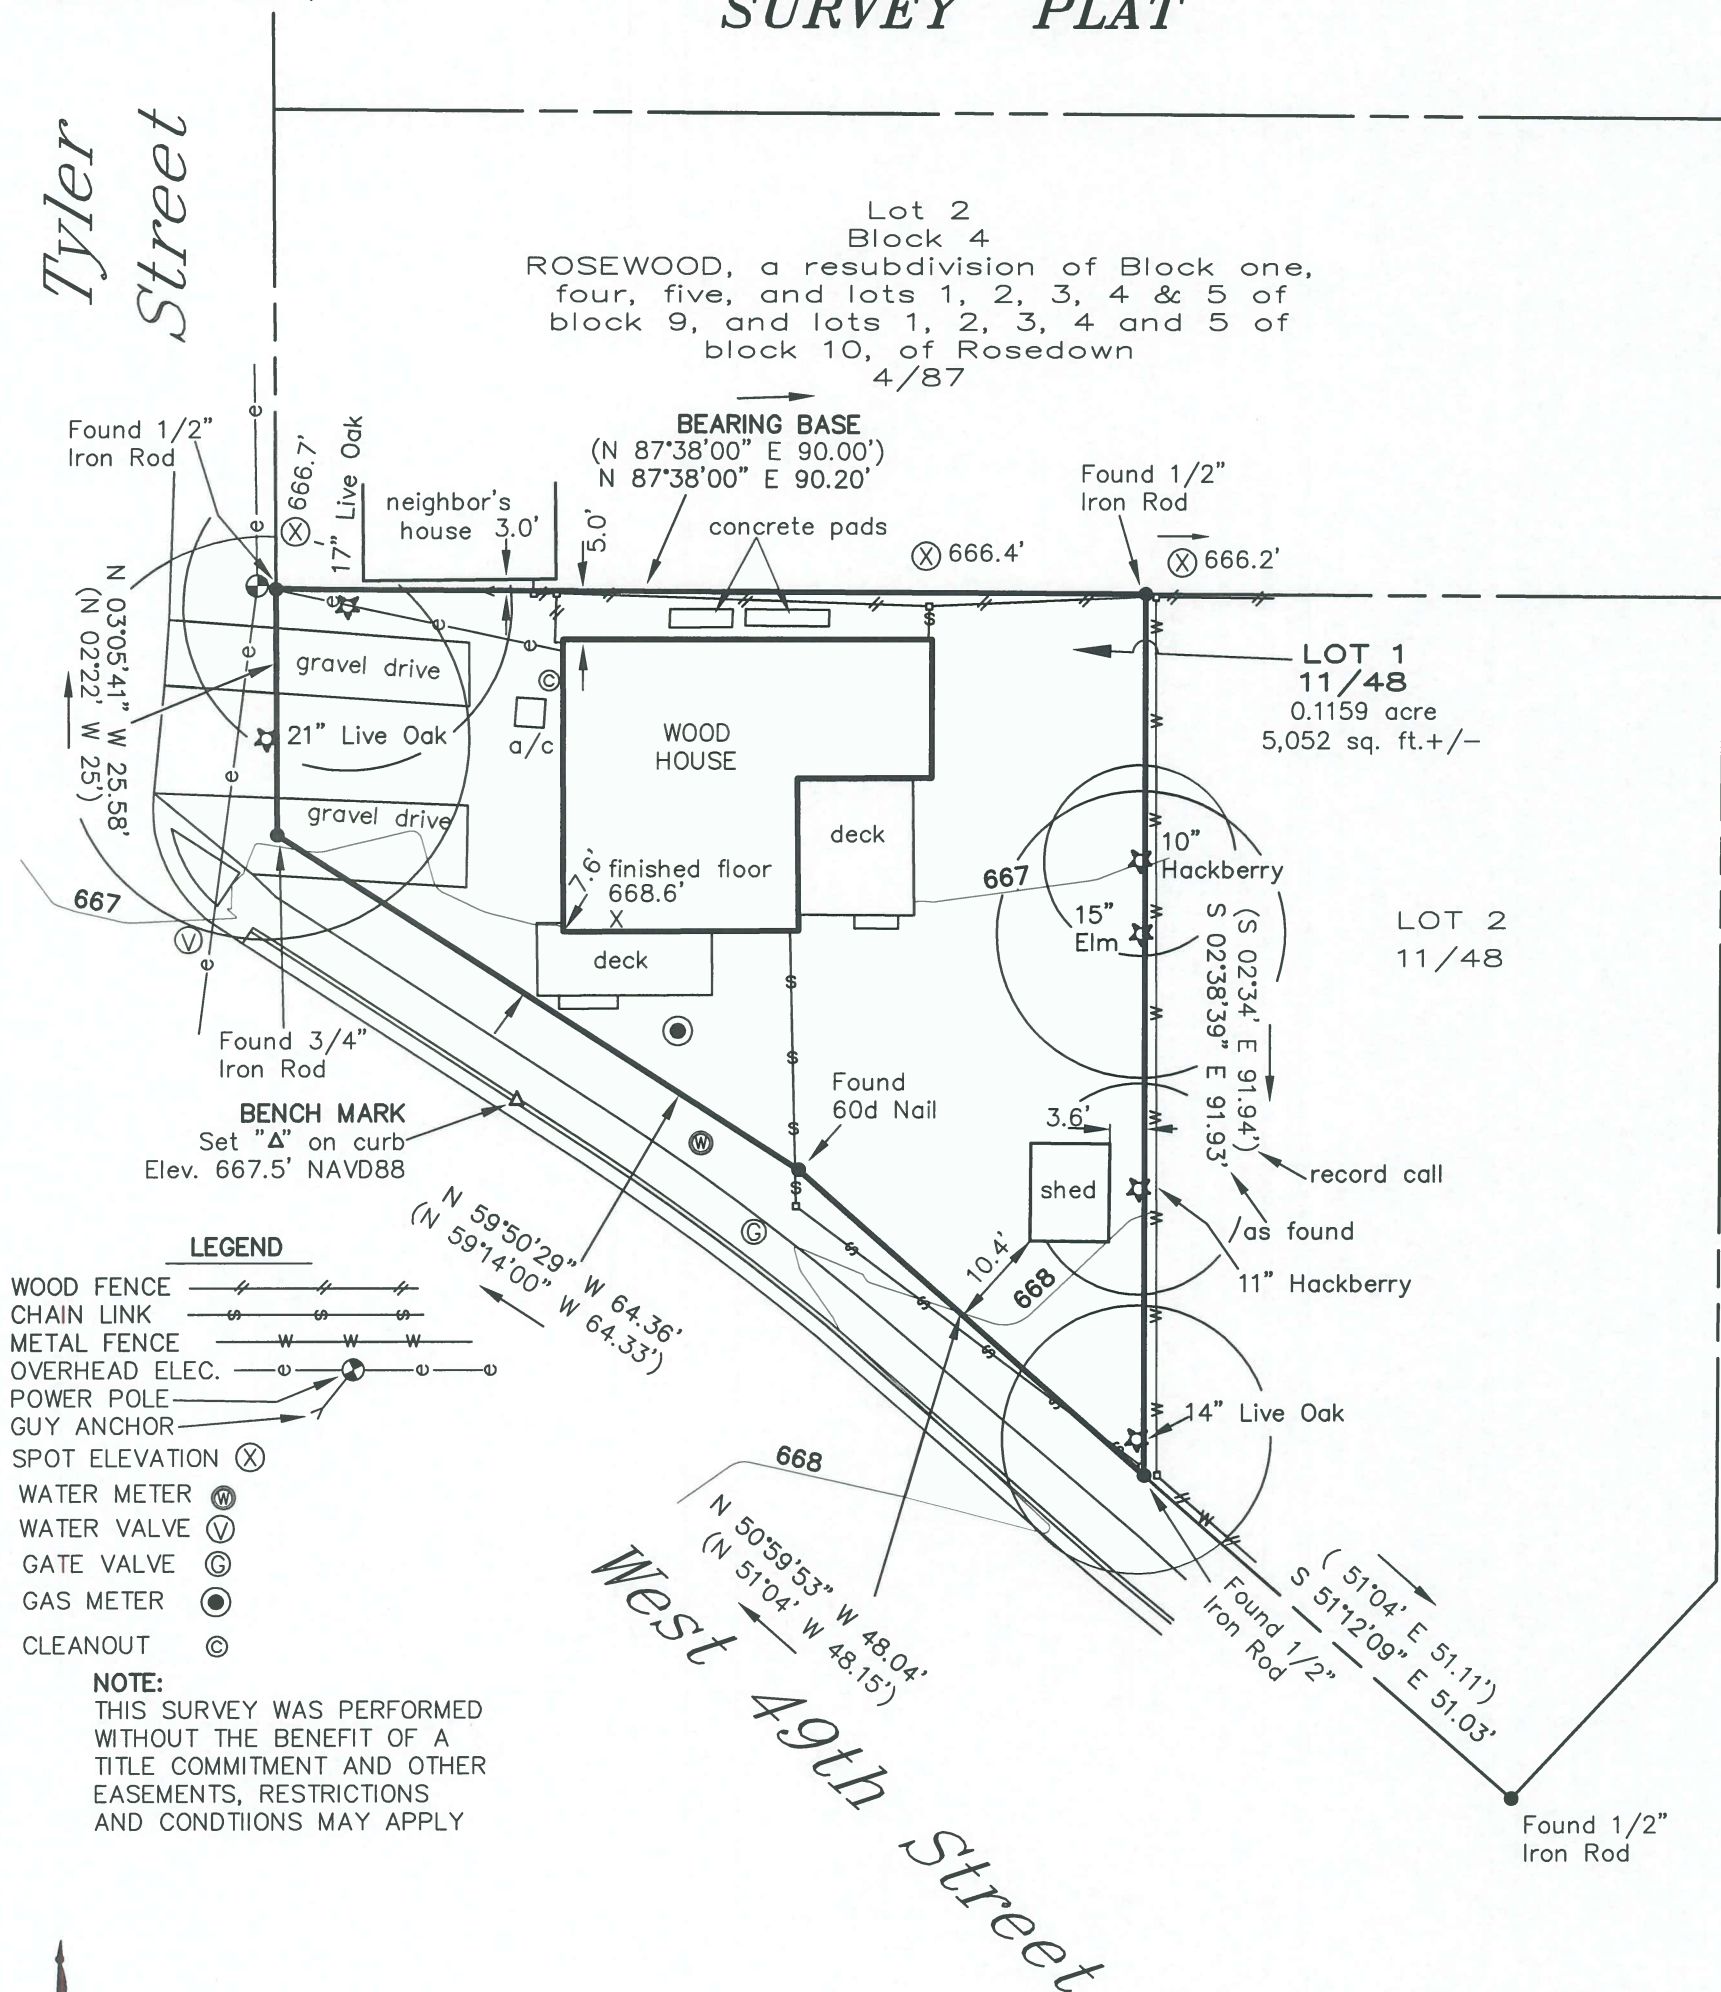 SURVEY PLAT
Tyler
Street
Lot 2
Block 4
ROSEWOOD, a resubdivision of Block one,
four, five, and lots 1, 2, 3, 4 & 5 of
block 9, and lots 1, 2, 3, 4 and 5 of
block 10, of Rosedown
4/87
BEARING BASE
(N 87°38'00" E 90.00')
N 87°38'00" E 90.20'
Found 1/2"
Iron Rod
X 666.7'
17" Live Oak
neighbor's
house 3.0'
5.0'
concrete pads
X 666.4'
Found 1/2"
Iron Rod
X 666.2'
N 03°05'41" W 25.58'
(N 02°22' W 25')
e
e
e
e
e
e
e
e
gravel drive
21" Live Oak
gravel drive
C
a/c
WOOD
HOUSE
S
LOT 1
11/48
0.1159 acre
5,052 sq. ft.+/-
W
W
W
W
W
W
W
W
W
deck
7.6'
finished floor
668.6'
X
deck
667
667
10"
Hackberry
15"
Elm
LOT 2
11/48
(S 02°34' E 91.94')
S 02°38'39" E 91.93'
V
Found 3/4"
Iron Rod
S
S
S
S
Found
60d Nail
BENCH MARK
Set "Δ" on curb
Elev. 667.5' NAVD88
W
G
3.6'
shed
record call
as found
11" Hackberry
10.4'
668
N 59°50'29" W 64.36'
(N 59°14'00" W 64.33')
S
S
S
S
S
14" Live Oak
LEGEND
WOOD FENCE
CHAIN LINK S S S
METAL FENCE W W W
OVERHEAD ELEC. e e e
POWER POLE
GUY ANCHOR
SPOT ELEVATION X
WATER METER W
WATER VALVE V
GATE VALVE G
GAS METER
CLEANOUT C
668
N 50°59'53" W 48.04'
(N 51°04' W 48.15')
W
Found 1/2"
Iron Rod
( 51°04' E 51.11')
S 51°12'09" E 51.03'
West 49th Street
NOTE:
THIS SURVEY WAS PERFORMED
WITHOUT THE BENEFIT OF A
TITLE COMMITMENT AND OTHER
EASEMENTS, RESTRICTIONS
AND CONDTIIONS MAY APPLY
Found 1/2"
Iron Rod